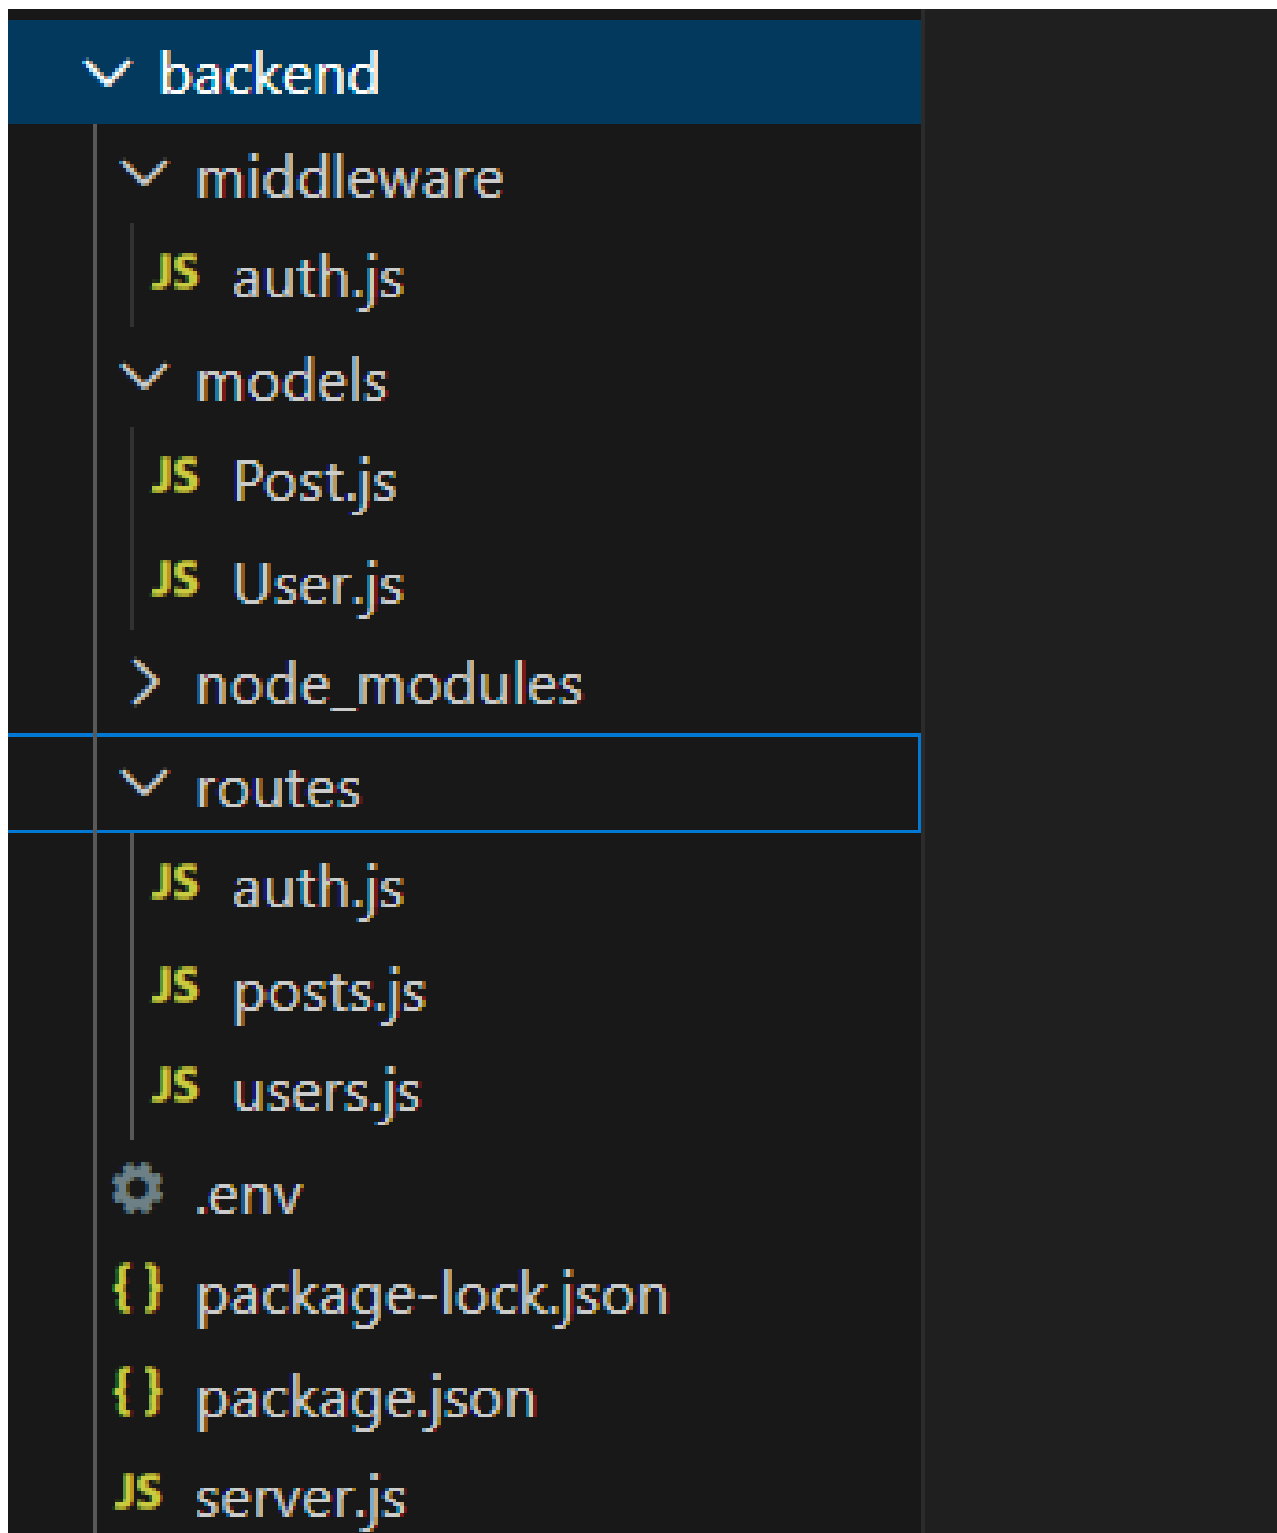 backend
middleware
JS auth.js
models
JS Post.js
JS User.js
node_modules
routes
JS auth.js
JS posts.js
JS users.js
.env
{} package-lock.json
{} package.json
JS server.js